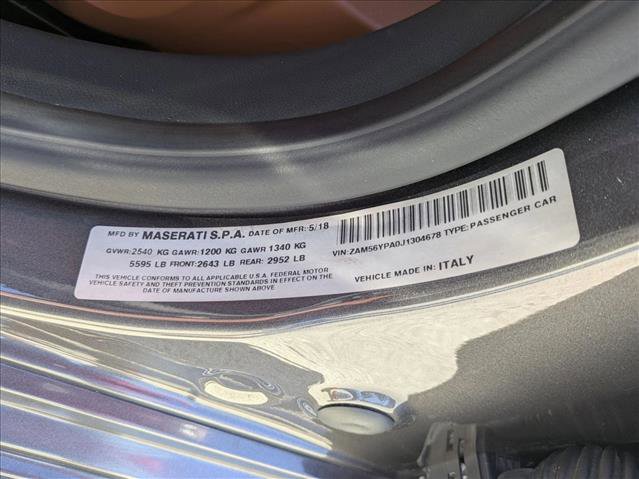 MFD BY MASERATI S.P.A. DATE OF MFR: 5/18
GVWR:2540 KG GAWR:1200 KG GAWR 1340 KG
5595 LB FRONT:2643 LB REAR: 2952 LB
THIS VEHICLE CONFORMS TO ALL APPLICABLE U.S.A. FEDERAL MOTOR
VEHICLE SAFETY AND THEFT PREVENTION STANDARDS IN EFFECT ON THE
DATE OF MANUFACTURE SHOWN ABOVE.
VIN:ZAM56YPA0J1304678 TYPE:PASSENGER CAR
VEHICLE MADE IN: ITALY